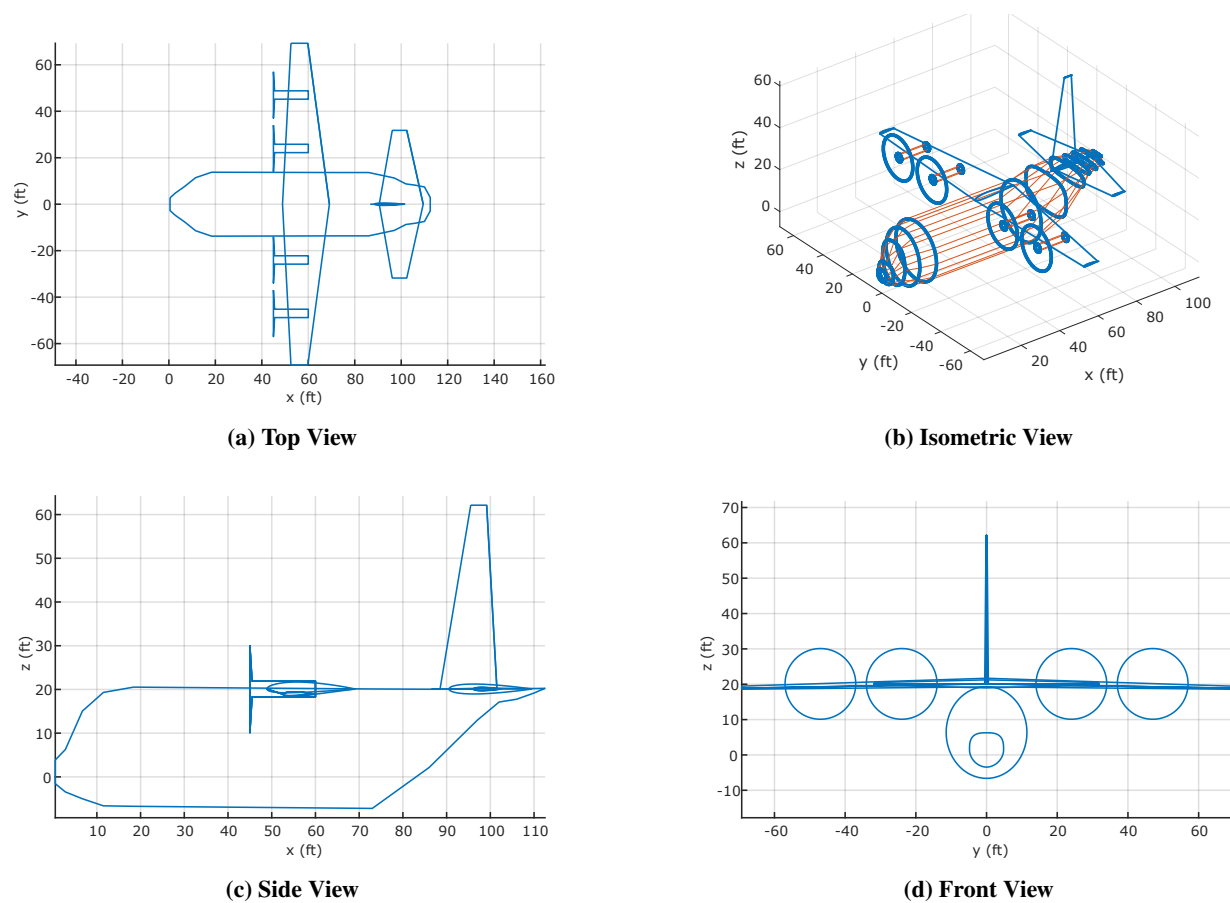 60
40
20
0
-20
-40
-60
y (ft)
-40 -20 0 20 40 60 80 100 120 140 160
x (ft)
(a) Top View
60
40
20
0
z (ft)
60
40
20
0
-20
-40
-60
y (ft)
20
40
60
80
100
x (ft)
(b) Isometric View
60
50
40
30
20
10
0
z (ft)
10 20 30 40 50 60 70 80 90 100 110
x (ft)
(c) Side View
70
60
50
40
30
20
10
0
-10
z (ft)
-60 -40 -20 0 20 40 60
y (ft)
(d) Front View